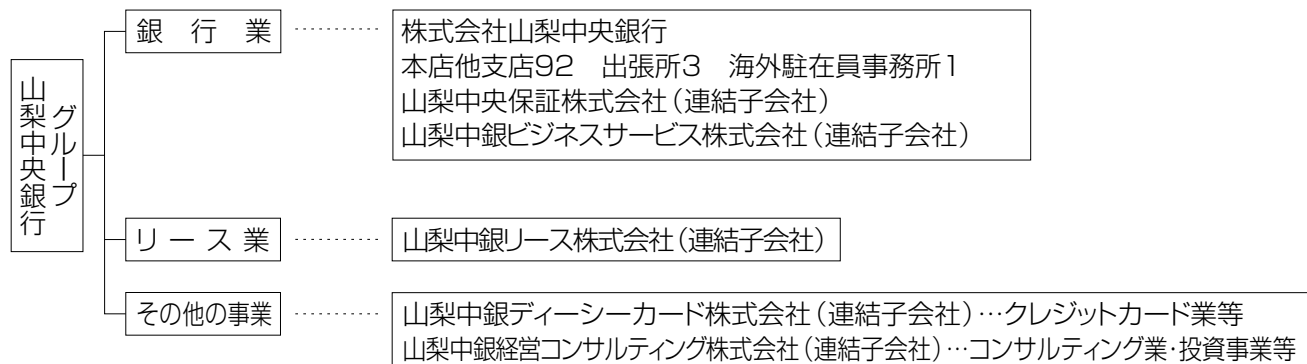 山梨中央銀行
グループ
銀行業
株式会社山梨中央銀行
本店他支店92 出張所3 海外駐在員事務所1
山梨中央保証株式会社(連結子会社)
山梨中銀ビジネスサービス株式会社(連結子会社)
リース業
山梨中銀リース株式会社(連結子会社)
その他の事業
山梨中銀ディーシーカード株式会社(連結子会社)…クレジットカード業等
山梨中銀経営コンサルティング株式会社(連結子会社)…コンサルティング業・投資事業等